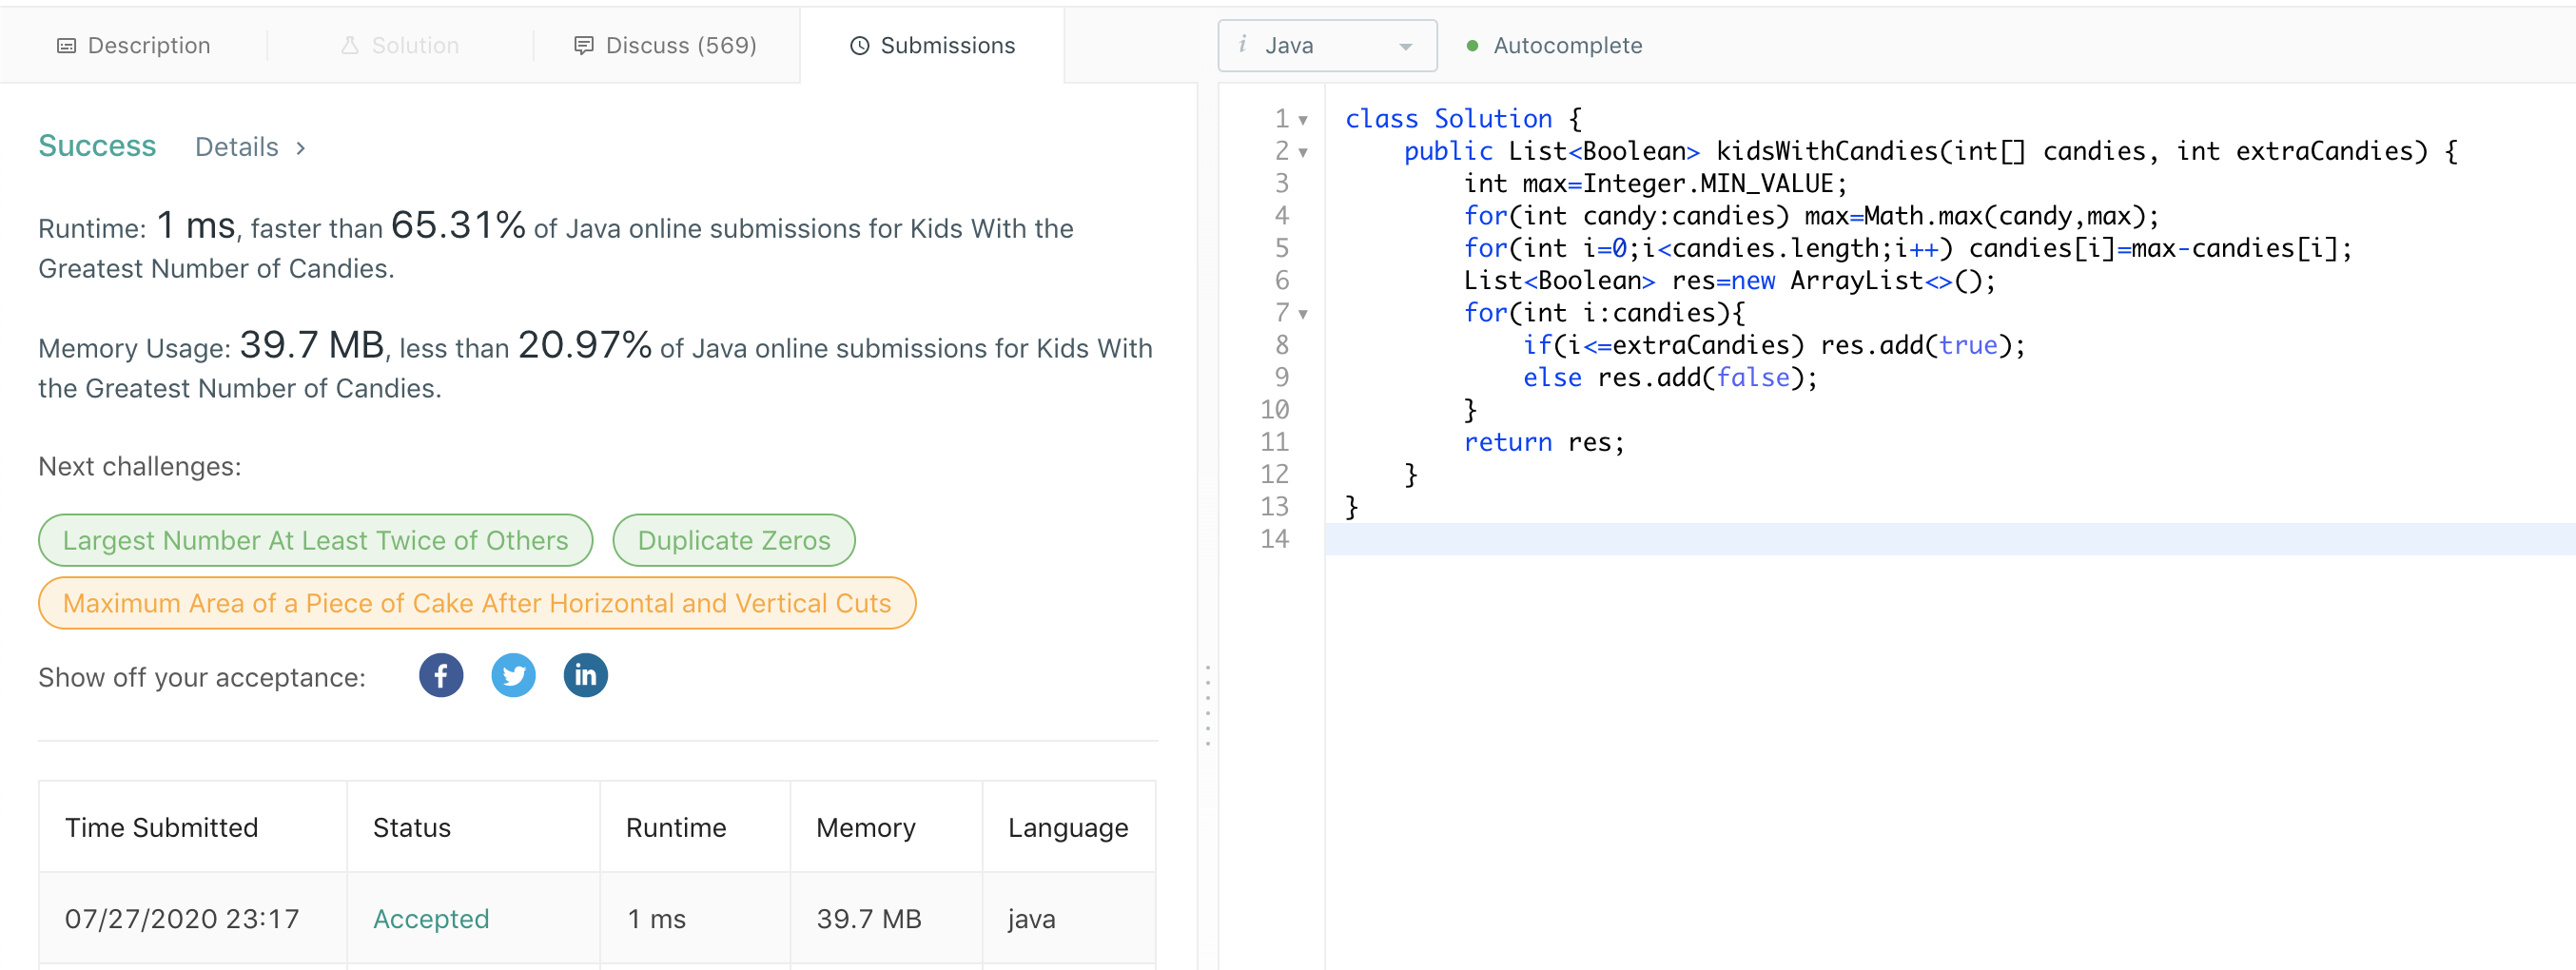 Description
Solution
Discuss (569)
Submissions
i Java
Autocomplete
Success Details >
Runtime: 1 ms, faster than 65.31% of Java online submissions for Kids With the
Greatest Number of Candies.
Memory Usage: 39.7 MB, less than 20.97% of Java online submissions for Kids With
the Greatest Number of Candies.
Next challenges:
Largest Number At Least Twice of Others
Duplicate Zeros
Maximum Area of a Piece of Cake After Horizontal and Vertical Cuts
Show off your acceptance:
Time Submitted Status Runtime Memory Language
07/27/2020 23:17 Accepted 1 ms 39.7 MB java
1 class Solution {
2     public List<Boolean> kidsWithCandies(int[] candies, int extraCandies) {
3         int max=Integer.MIN_VALUE;
4         for(int candy:candies) max=Math.max(candy,max);
5         for(int i=0;i<candies.length;i++) candies[i]=max-candies[i];
6         List<Boolean> res=new ArrayList<>();
7         for(int i:candies){
8             if(i<=extraCandies) res.add(true);
9             else res.add(false);
10         }
11         return res;
12     }
13 }
14